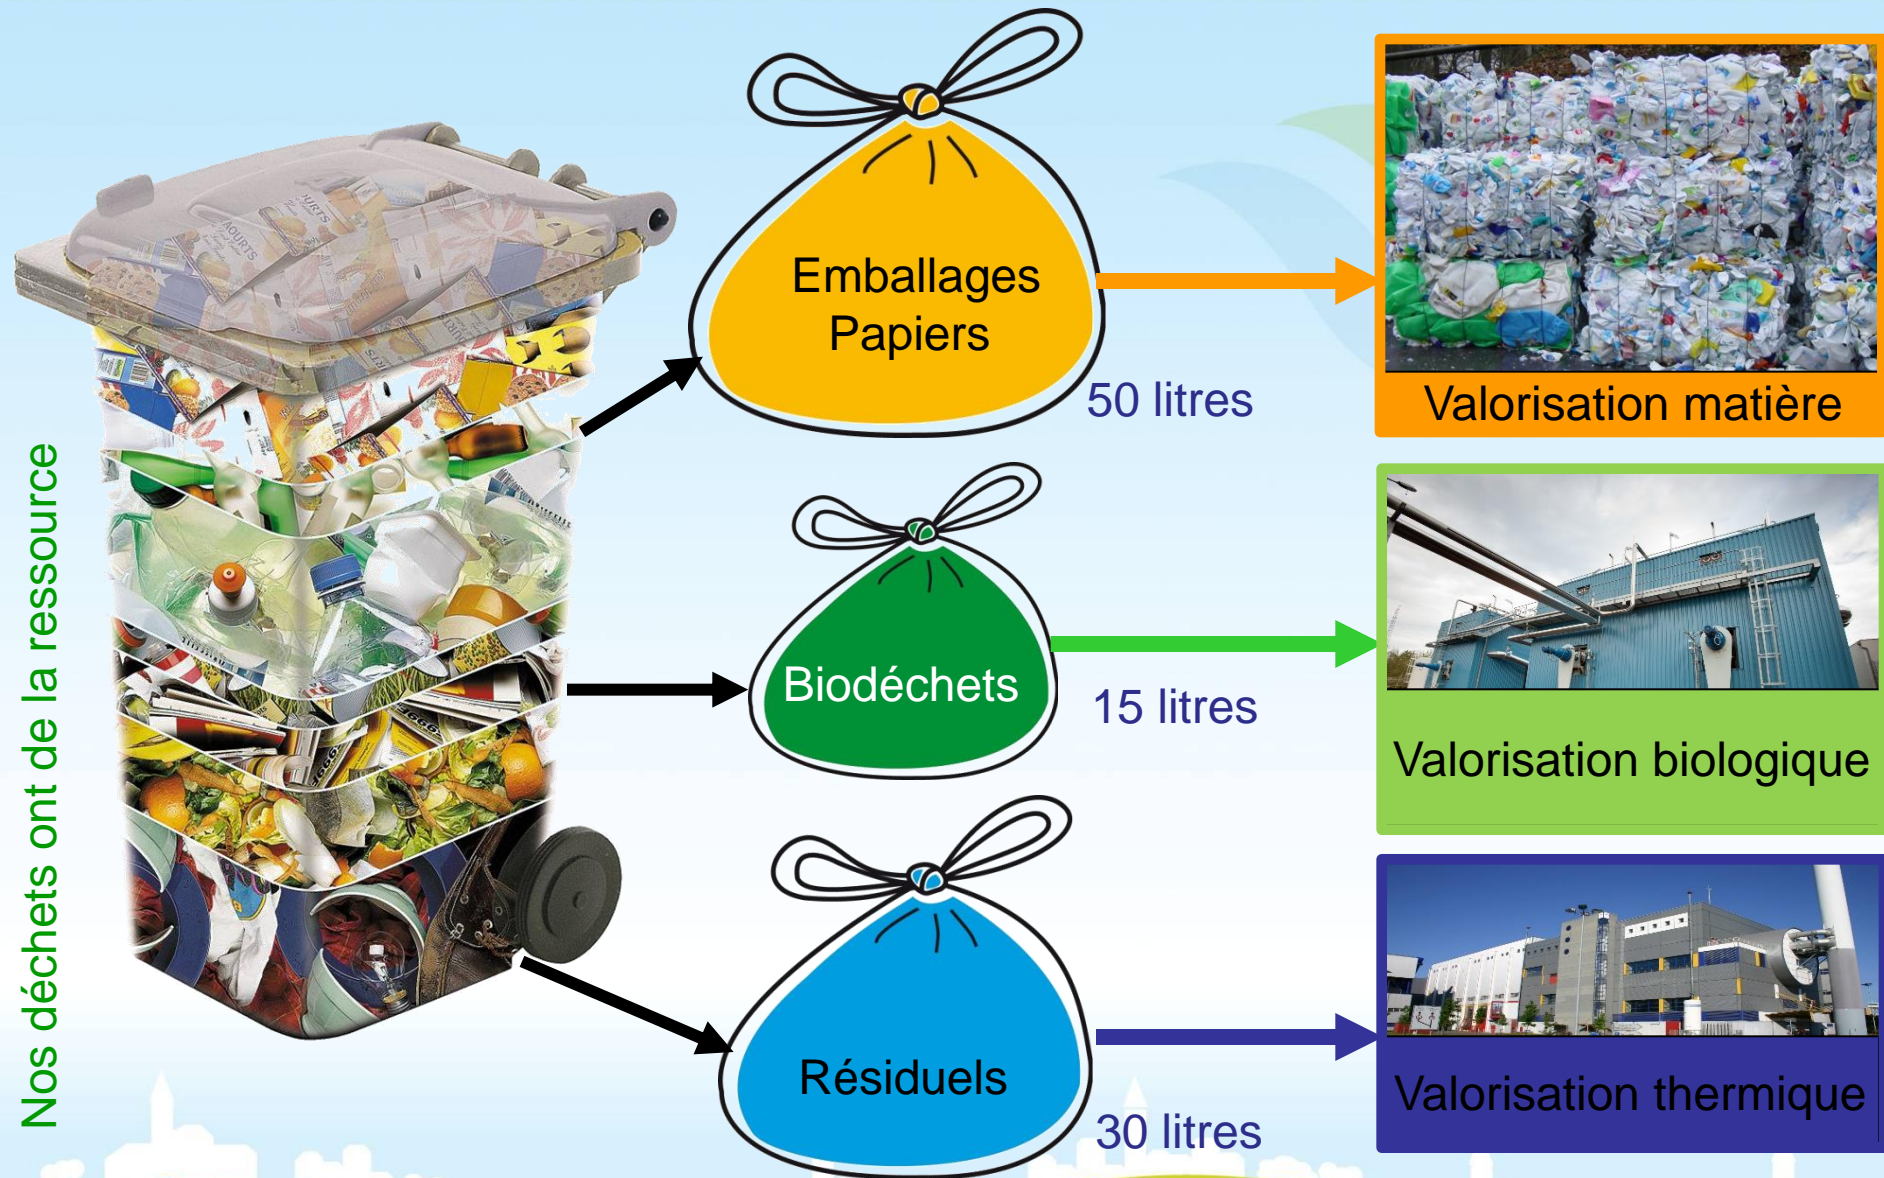 Nos déchets ont de la ressource
YAOURTS
Emballages
Papiers
50 litres
Valorisation matière
Biodéchets
15 litres
Valorisation biologique
Résiduels
30 litres
Valorisation thermique